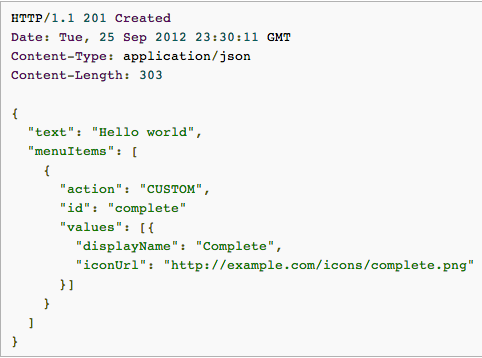 HTTP/1.1 201 Created
Date: Tue, 25 Sep 2012 23:30:11 GMT
Content-Type: application/json
Content-Length: 303

{
  "text": "Hello world",
  "menuItems": [
    {
      "action": "CUSTOM",
      "id": "complete"
      "values": [{
        "displayName": "Complete",
        "iconUrl": "http://example.com/icons/complete.png"
      }]
    }
  ]
}